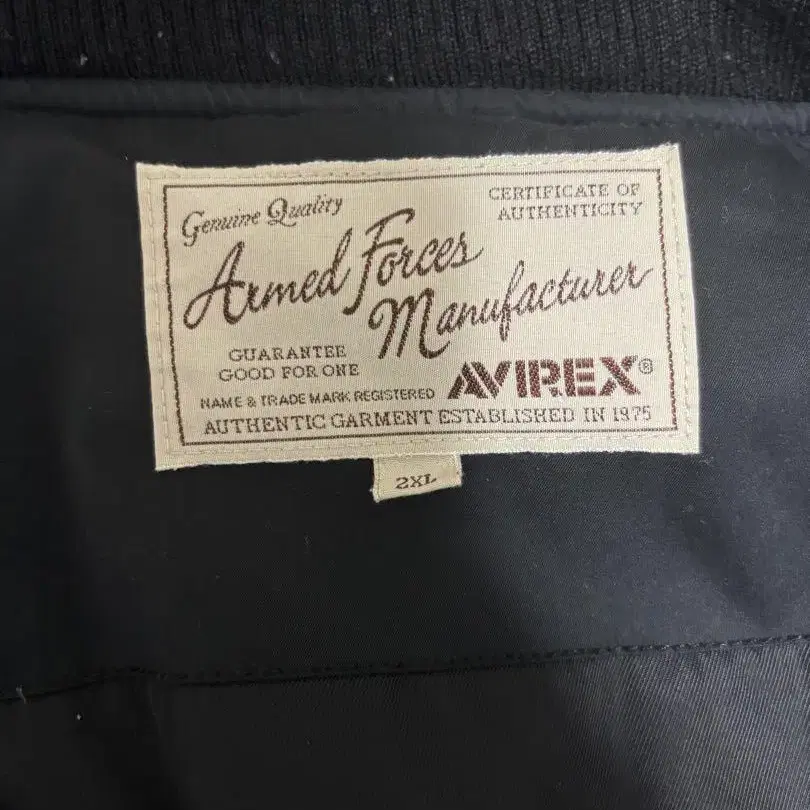 Genuine Quality
CERTIFICATE OF
AUTHENTICITY
Armed Forces
Manufacturer
GUARANTEE
GOOD FOR ONE
NAME & TRADE MARK REGISTERED
AVIREX®
AUTHENTIC GARMENT ESTABLISHED IN 1975
2XL